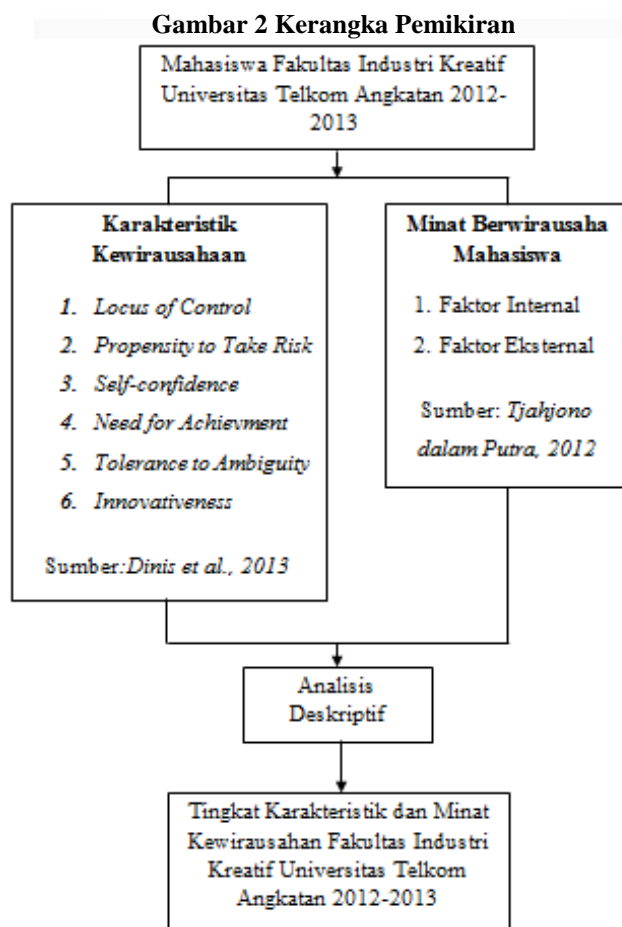 Gambar 2 Kerangka Pemikiran
Mahasiswa Fakultas Industri Kreatif
Universitas Telkom Angkatan 2012-
2013
Karakteristik
Kewirausahaan
1. Locus of Control
2. Propensity to Take Risk
3. Self-confidence
4. Need for Achievment
5. Tolerance to Ambiguity
6. Innovativeness
Sumber:Dinis et al., 2013
Minat Berwirausaha
Mahasiswa
1. Faktor Internal
2. Faktor Eksternal
Sumber: Tjahjono
dalam Putra, 2012
Analisis
Deskriptif
Tingkat Karakteristik dan Minat
Kewirausahan Fakultas Industri
Kreatif Universitas Telkom
Angkatan 2012-2013